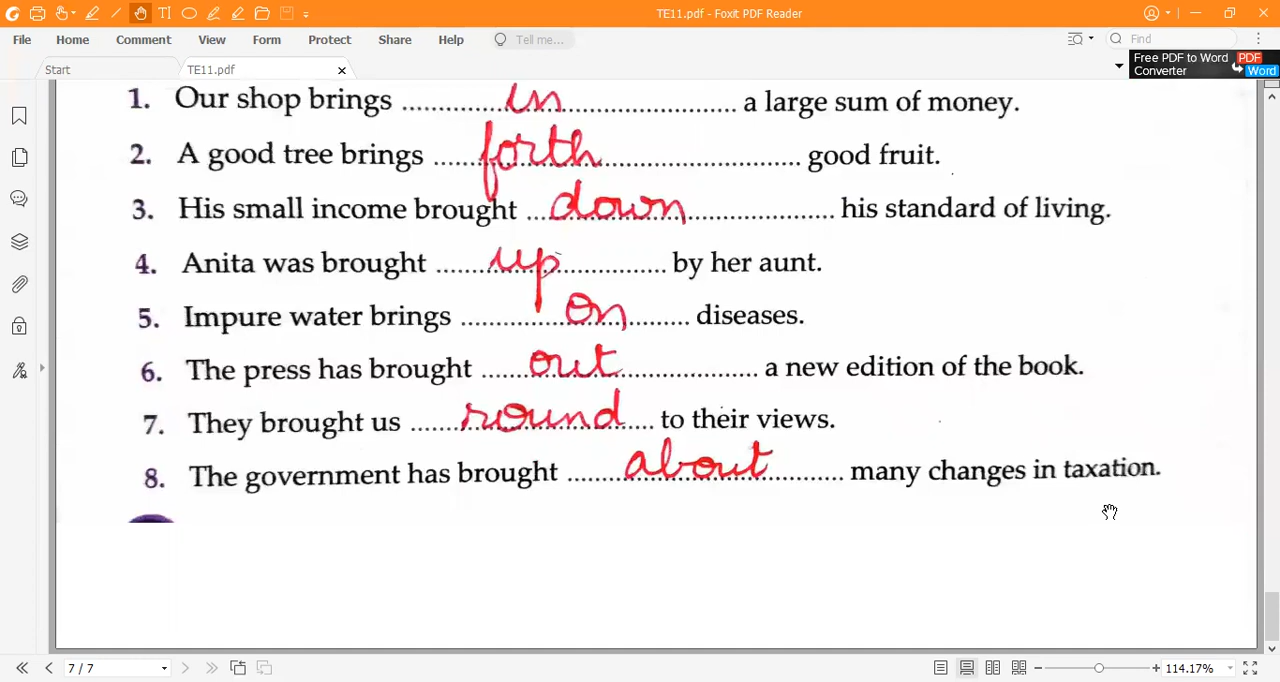 TE11.pdf - Foxit PDF Reader
File Home Comment View Form Protect Share Help Tell me... Find
Free PDF to Word Converter PDF Word
Start TE11.pdf
1. Our shop brings ............in.................... a large sum of money.
2. A good tree brings .....forth...................... good fruit.
3. His small income brought ...down.................. his standard of living.
4. Anita was brought .......up............. by her aunt.
5. Impure water brings ..............on......... diseases.
6. The press has brought ......out.................. a new edition of the book.
7. They brought us ......round.... to their views.
8. The government has brought .......about.......... many changes in taxation.
7 / 7 114.17%